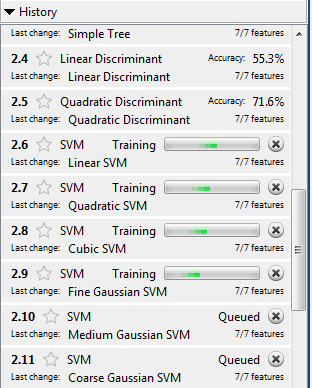 History
Last change: Simple Tree 7/7 features
2.4 Linear Discriminant Accuracy: 55.3%
Last change: Linear Discriminant 7/7 features
2.5 Quadratic Discriminant Accuracy: 71.6%
Last change: Quadratic Discriminant 7/7 features
2.6 SVM Training
Last change: Linear SVM 7/7 features
2.7 SVM Training
Last change: Quadratic SVM 7/7 features
2.8 SVM Training
Last change: Cubic SVM 7/7 features
2.9 SVM Training
Last change: Fine Gaussian SVM 7/7 features
2.10 SVM Queued
Last change: Medium Gaussian SVM 7/7 features
2.11 SVM Queued
Last change: Coarse Gaussian SVM 7/7 features